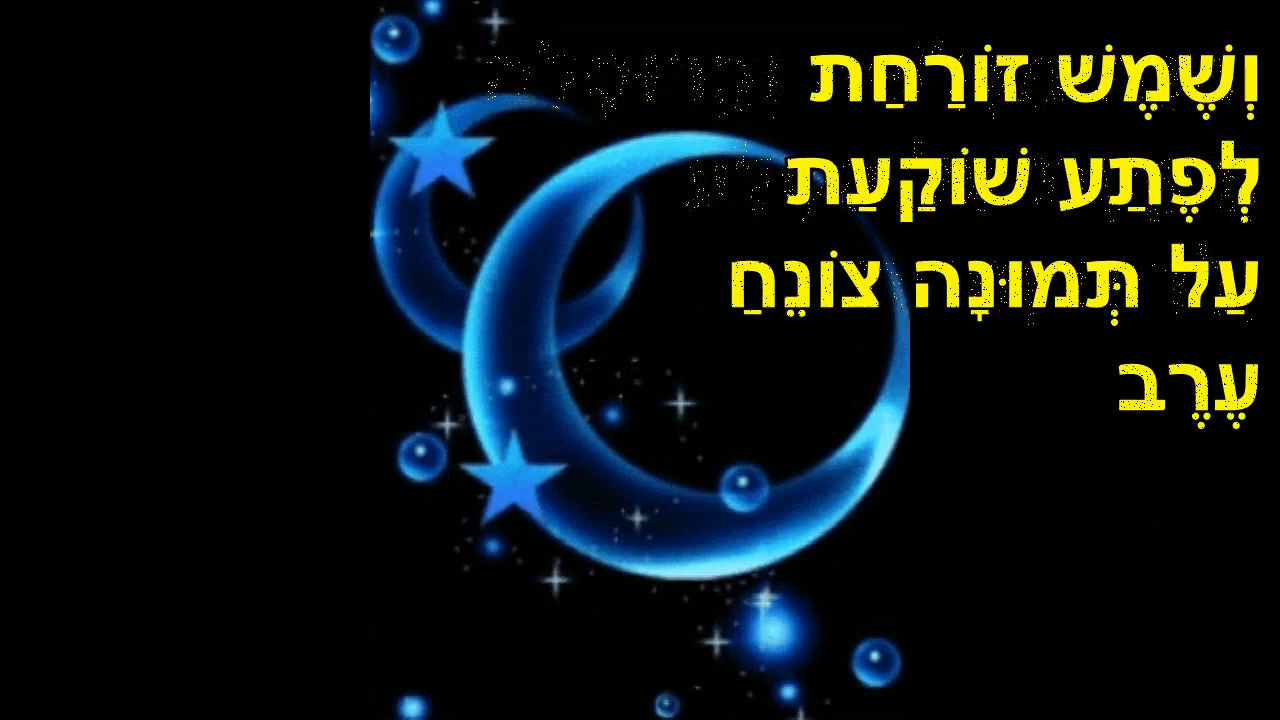 וְשֶׁמֶשׁ זוֹרַחַת
לְפֶתַע שׁוֹקַעַת
עַל תְּמוּנָה צוֹנֵחַ
עֶרֶב